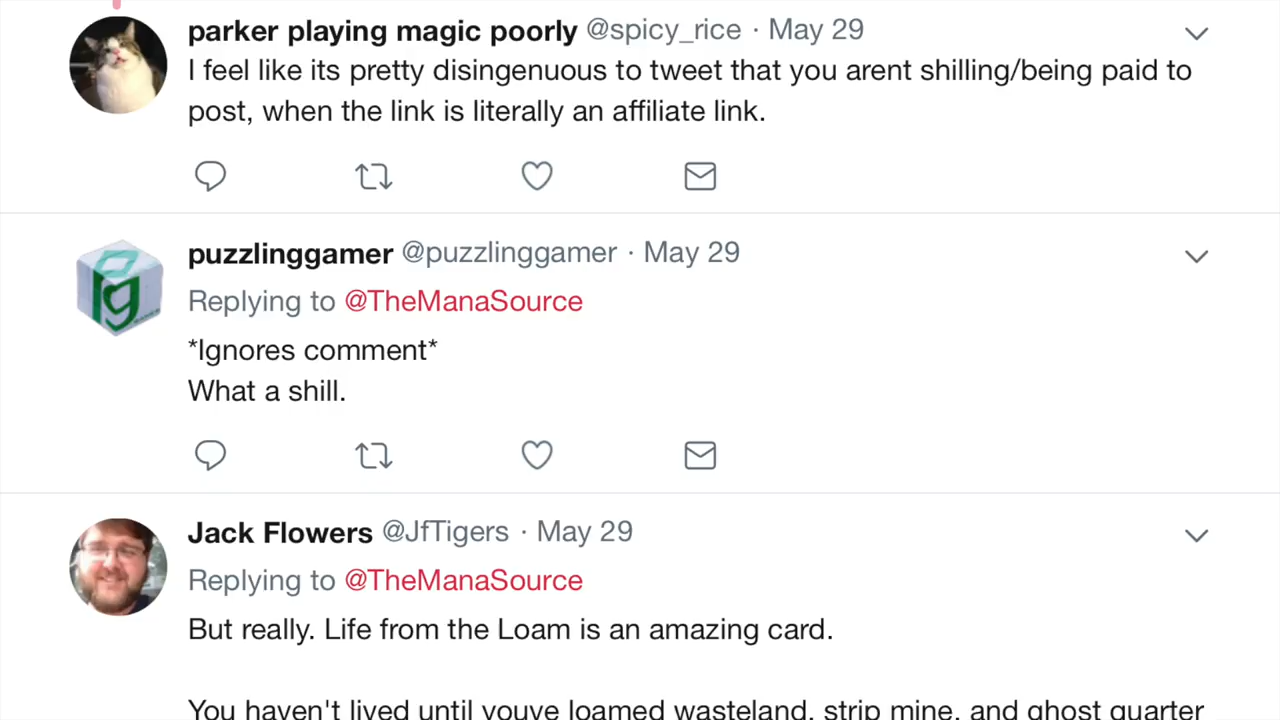 parker playing magic poorly @spicy_rice · May 29
I feel like its pretty disingenuous to tweet that you arent shilling/being paid to
post, when the link is literally an affiliate link.
puzzlinggamer @puzzlinggamer · May 29
Replying to @TheManaSource
*Ignores comment*
What a shill.
Jack Flowers @JfTigers · May 29
Replying to @TheManaSource
But really. Life from the Loam is an amazing card.
You haven't lived until youve loamed wasteland, strip mine, and ghost quarter